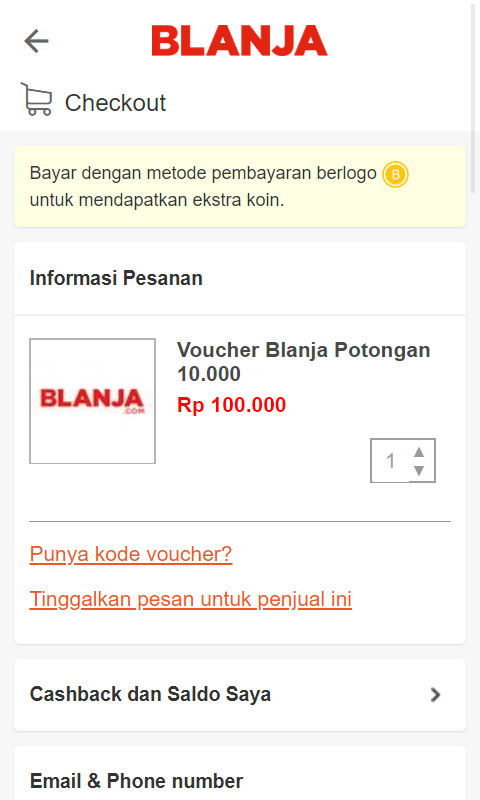 BLANJA
Checkout
Bayar dengan metode pembayaran berlogo B
untuk mendapatkan ekstra koin.
Informasi Pesanan
BLANJA
.COM
Voucher Blanja Potongan
10.000
Rp 100.000
1
Punya kode voucher?
Tinggalkan pesan untuk penjual ini
Cashback dan Saldo Saya
Email & Phone number